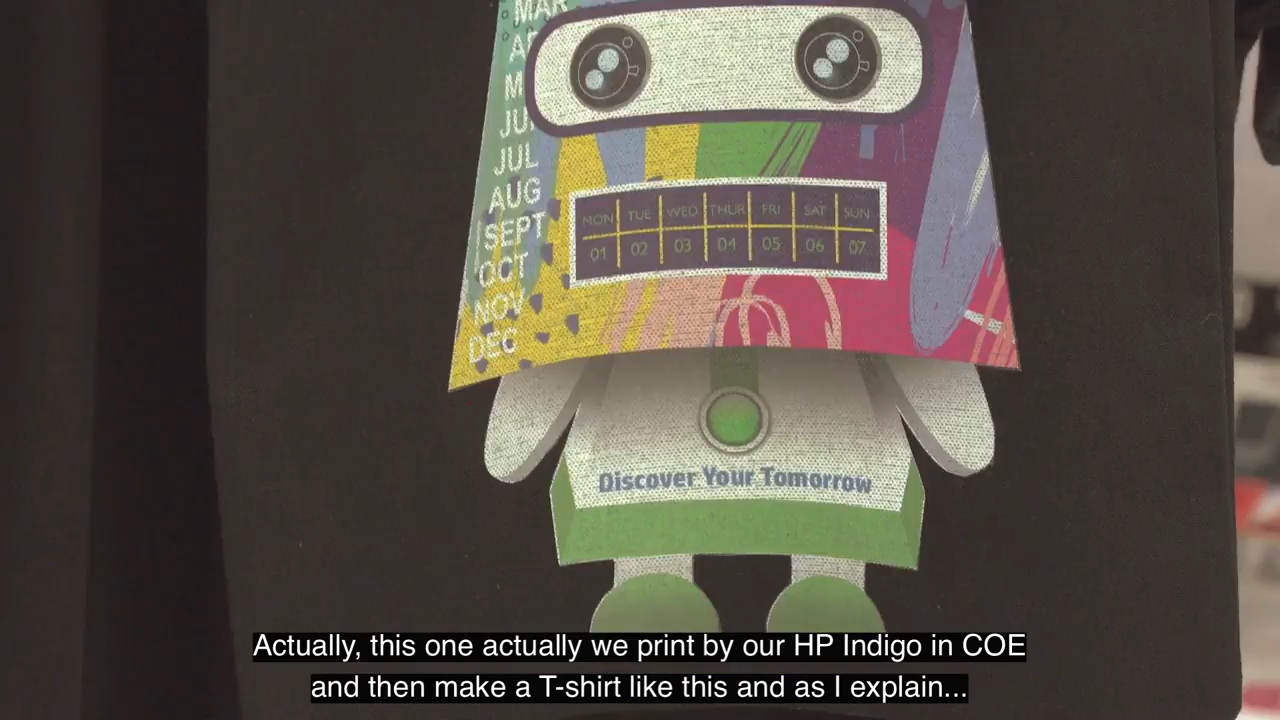 MAR
JUL
AUG
SEPT
OCT
NOV
DEC
MON TUE WED THUR FRI SAT SUN
01 02 03 04 05 06 07
Discover Your Tomorrow
Actually, this one actually we print by our HP Indigo in COE
and then make a T-shirt like this and as I explain...